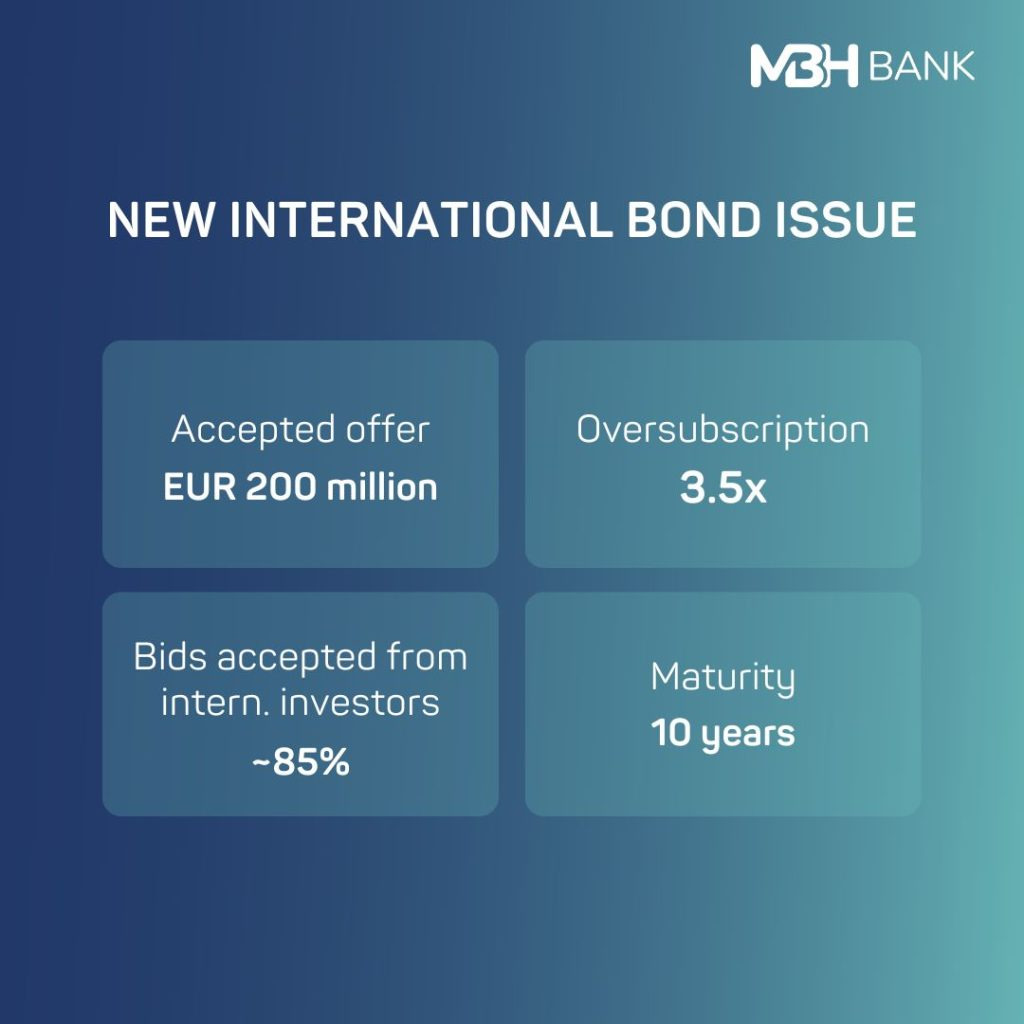 MBH BANK
NEW INTERNATIONAL BOND ISSUE
Accepted offer
EUR 200 million
Oversubscription
3.5x
Bids accepted from
intern. investors
~85%
Maturity
10 years